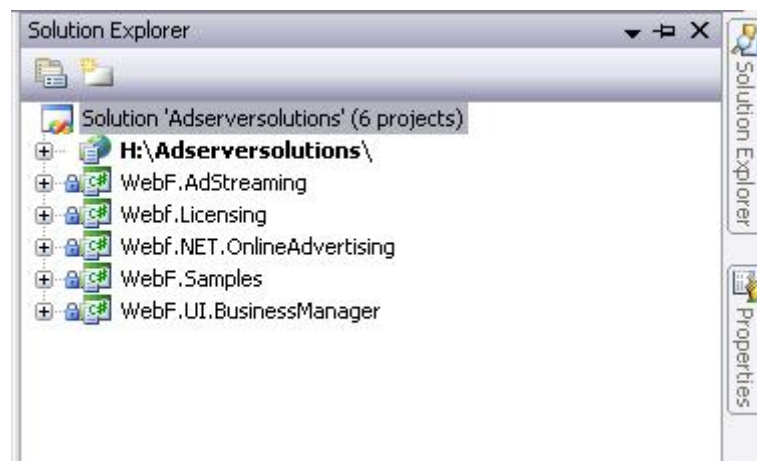 Solution Explorer
Solution 'Adserversolutions' (6 projects)
H:\Adserversolutions\
WebF.AdStreaming
Webf.Licensing
Webf.NET.OnlineAdvertising
WebF.Samples
WebF.UI.BusinessManager
Solution Explorer
Properties